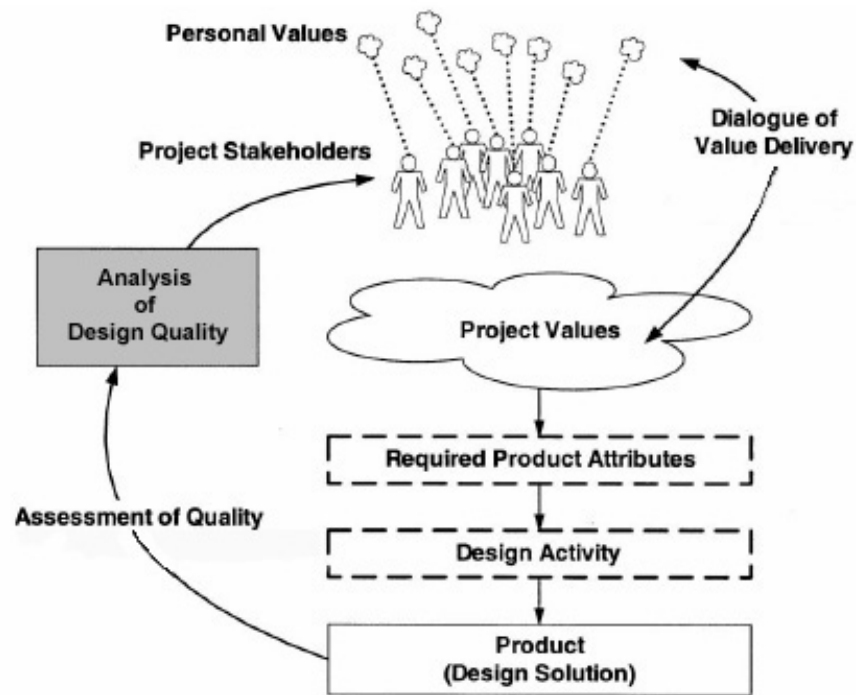 Personal Values
Dialogue of
Value Delivery
Project Stakeholders
Analysis
of
Design Quality
Project Values
Required Product Attributes
Assessment of Quality
Design Activity
Product
(Design Solution)